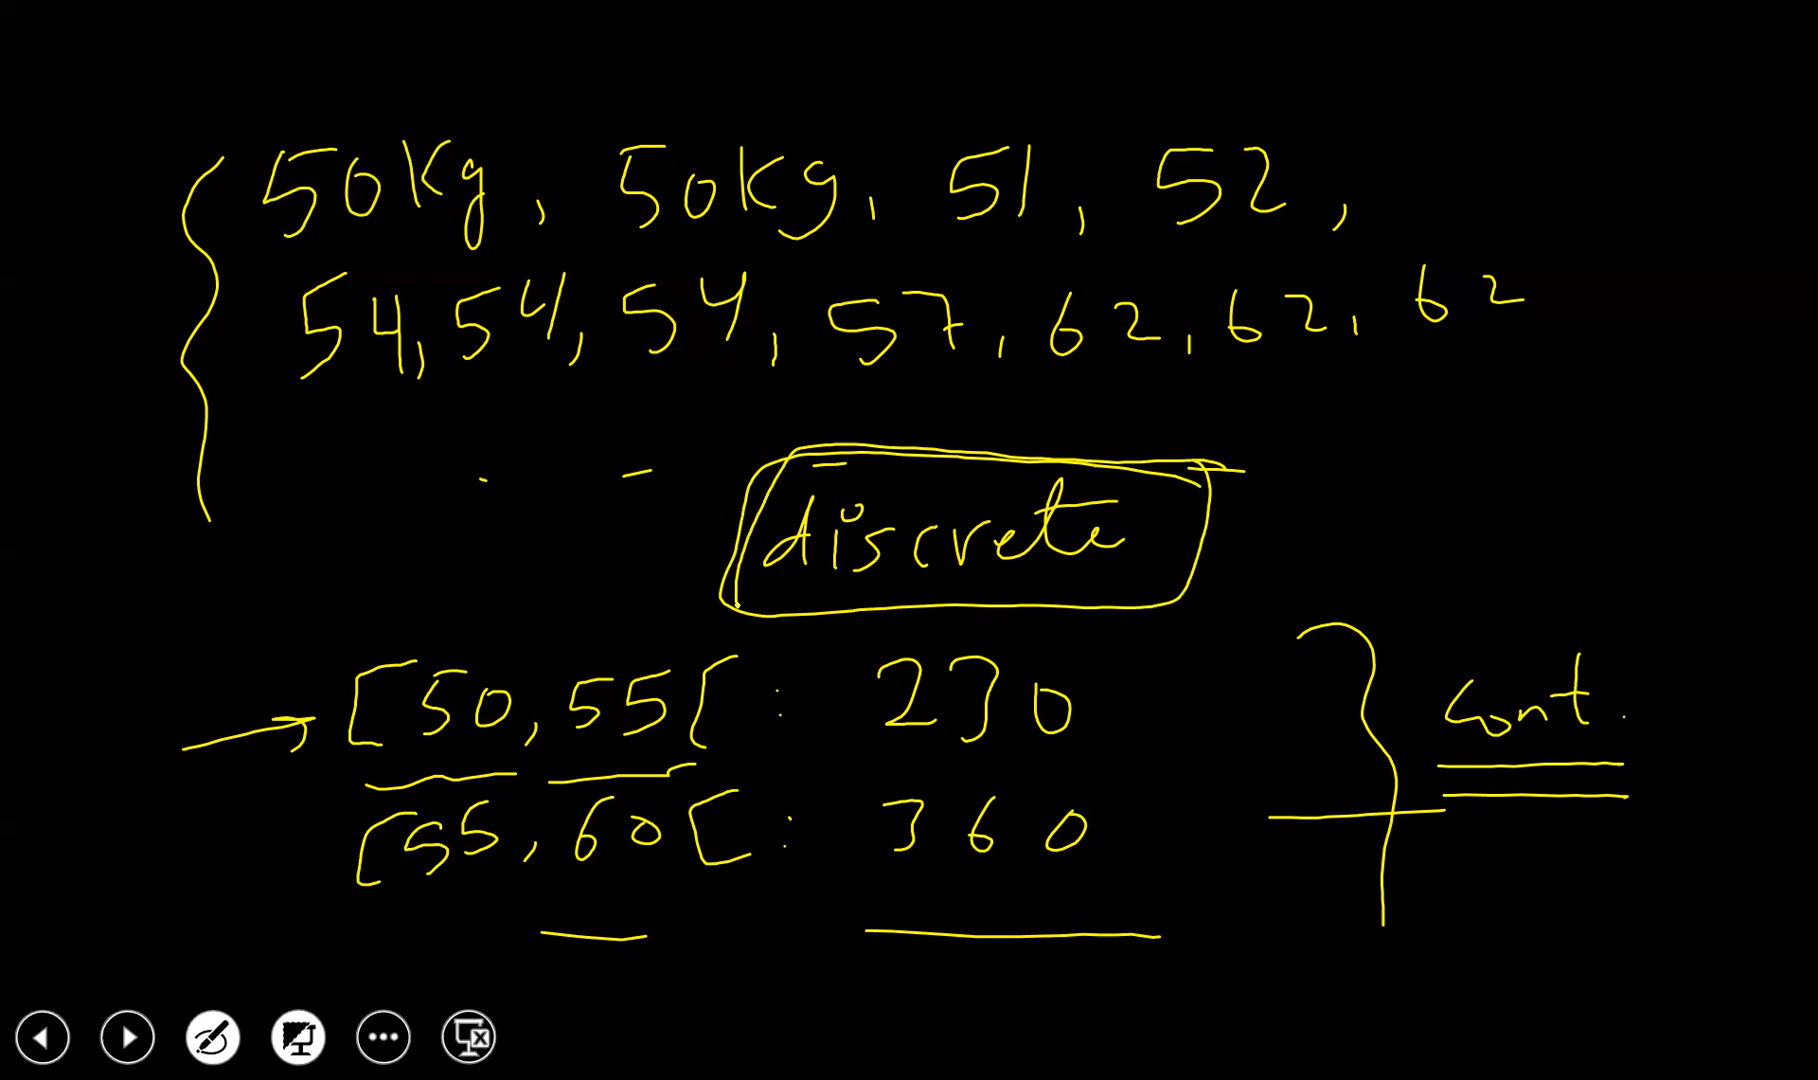 50Kg, 50Kg, 51, 52,
54, 54, 54, 57, 62, 62, 62
discrete
[50, 55[ : 230
[55, 60[ : 360
Cont.